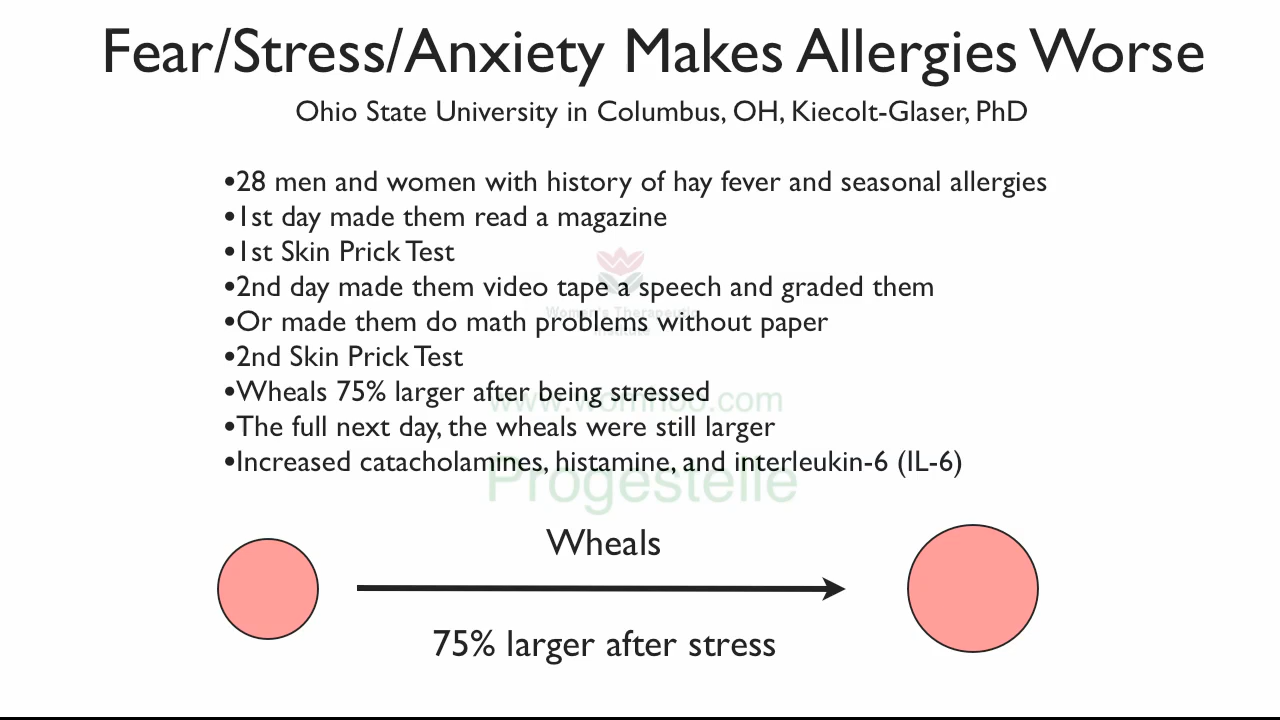 Fear/Stress/Anxiety Makes Allergies Worse
Ohio State University in Columbus, OH, Kiecolt-Glaser, PhD
•28 men and women with history of hay fever and seasonal allergies
•1st day made them read a magazine
•1st Skin Prick Test
•2nd day made them video tape a speech and graded them
•Or made them do math problems without paper
•2nd Skin Prick Test
•Wheals 75% larger after being stressed
•The full next day, the wheals were still larger
•Increased catacholamines, histamine, and interleukin-6 (IL-6)
Progestelle
Wheals
75% larger after stress